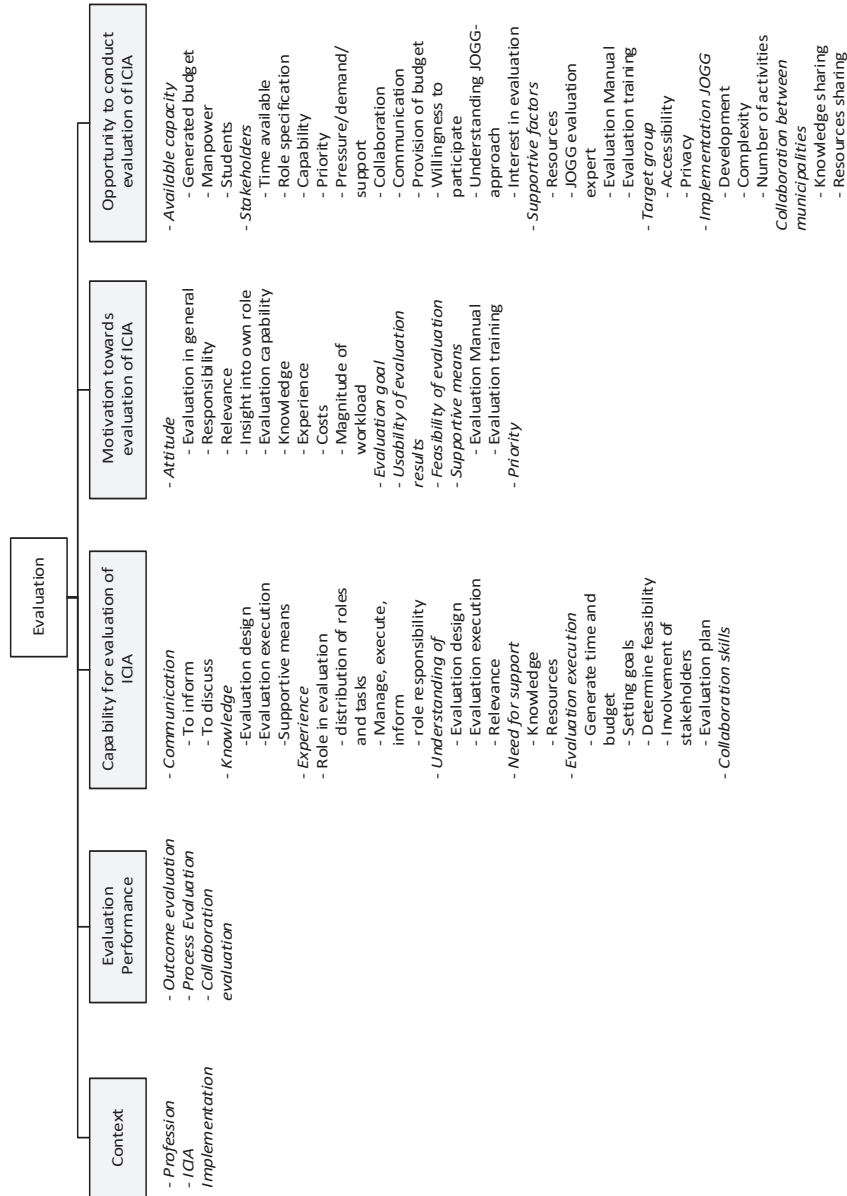 Evaluation
Context
- Profession
- ICIA
Implementation
Evaluation
Performance
- Outcome evaluation
- Process Evaluation
- Collaboration
evaluation
Capability for evaluation of
ICIA
- Communication
- To inform
- To discuss
- Knowledge
- Evaluation design
-Evaluation execution
-Supportive means
- Experience
- Role in evaluation
- distribution of roles
and tasks
- Manage, execute,
inform
- role responsibility
- Understanding of
- Evaluation design
- Evaluation execution
- Relevance
- Need for support
- Knowledge
- Resources
- Evaluation execution
- Generate time and
budget
- Setting goals
- Determine feasibility
- Involvement of
stakeholders
- Evaluation plan
- Collaboration skills
Motivation towards
evaluation of ICIA
- Attitude
- Evaluation in general
- Responsibility
- Relevance
- Insight into own role
- Evaluation capability
- Knowledge
- Experience
- Costs
- Magnitude of
workload
- Evaluation goal
- Usability of evaluation
results
- Feasibility of evaluation
- Supportive means
- Evaluation Manual
- Evaluation training
- Priority
Opportunity to conduct
evaluation of ICIA
- Available capacity
- Generated budget
- Manpower
- Students
- Stakeholders
- Time available
- Role specification
- Capability
- Priority
- Pressure/demand/
support
- Collaboration
- Communication
- Provision of budget
- Willingness to
participate
- Understanding JOGG-
approach
- Interest in evaluation
- Supportive factors
- Resources
- JOGG evaluation
expert
- Evaluation Manual
- Evaluation training
- Target group
- Accessibility
- Privacy
- Implementation JOGG
- Development
- Complexity
- Number of activities
Collaboration between
municipalities
- Knowledge sharing
- Resources sharing